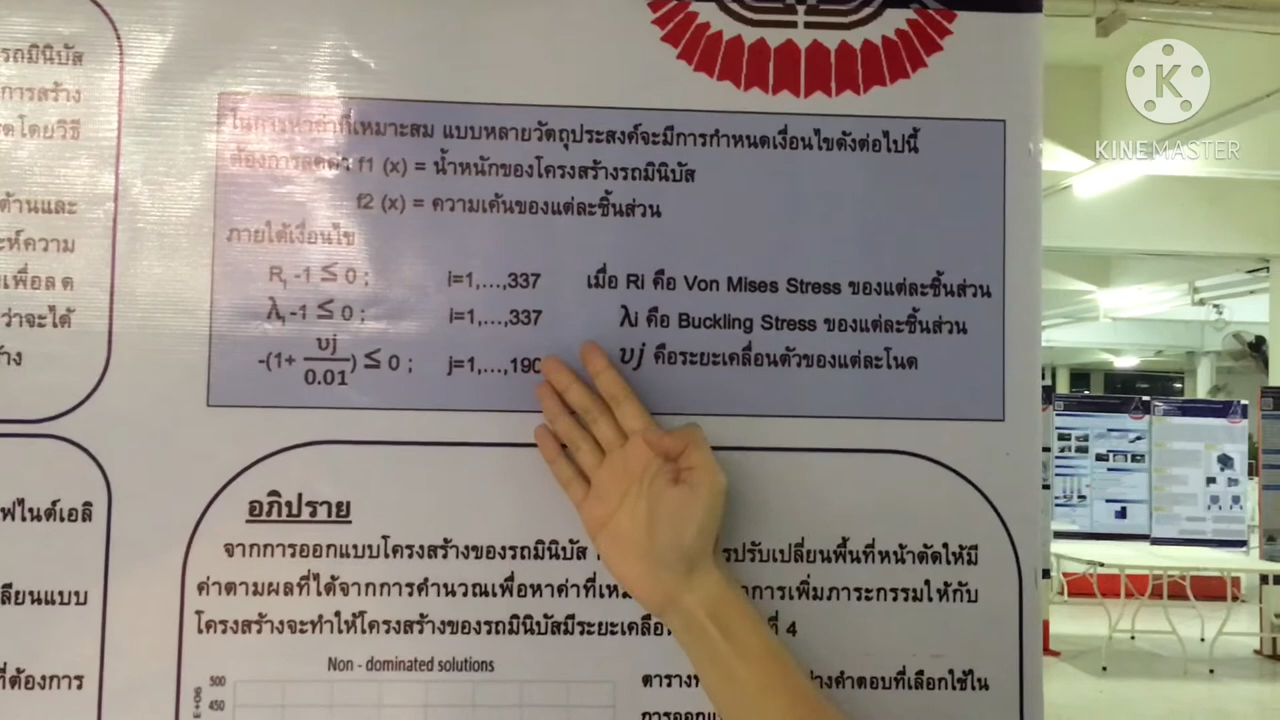 รถมินิบัส
การสร้าง
โดยวิธี
ด้านและ
ห์ความ
เพื่อลด
ว่าจะได้
ฟไนต์เอลิ
ลี่ยนแบบ
ที่ต้องการ
KINEMASTER
ในการหาค่าที่เหมาะสม แบบหลายวัตถุประสงค์จะมีการกำหนดเงื่อนไขดังต่อไปนี้
ต้องการลดค่า f1 (x) = น้ำหนักของโครงสร้างรถมินิบัส
f2 (x) = ความเค้นของแต่ละชิ้นส่วน
ภายใต้เงื่อนไข
Rᵢ -1 ≤ 0 ; i=1,...,337 เมื่อ Ri คือ Von Mises Stress ของแต่ละชิ้นส่วน
λᵢ -1 ≤ 0 ; i=1,...,337 λi คือ Buckling Stress ของแต่ละชิ้นส่วน
-(1+ υj/0.01) ≤ 0 ; j=1,...,190 υj คือระยะเคลื่อนตัวของแต่ละโนด
อภิปราย
จากการออกแบบโครงสร้างของรถมินิบัส รปรับเปลี่ยนพื้นที่หน้าตัดให้มี
ค่าตามผลที่ได้จากการคำนวณเพื่อหาค่าที่เหม าการเพิ่มภาระกรรมให้กับ
โครงสร้างจะทำให้โครงสร้างของรถมินิบัสมีระยะเคลื่อ ที่ 4
Non - dominated solutions
500
450
E+06
ตาราง างคำตอบที่เลือกใช้ใน